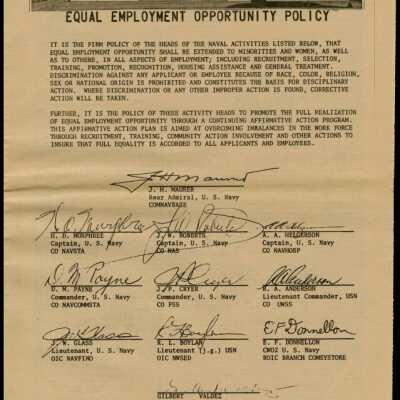 EQUAL EMPLOYMENT OPPORTUNITY POLICY
IT IS THE FIRM POLICY OF THE HEADS OF THE NAVAL ACTIVITIES LISTED BELOW, THAT
EQUAL EMPLOYMENT OPPORTUNITY SHALL BE EXTENDED TO MINORITIES AND WOMEN, AS WELL
AS TO OTHERS, IN ALL ASPECTS OF EMPLOYMENT; INCLUDING RECRUITMENT, SELECTION,
TRAINING, PROMOTION, RECOGNITION, HOUSING ASSISTANCE AND GENERAL TREATMENT.
DISCRIMINATION AGAINST ANY APPLICANT OR EMPLOYEE BECAUSE OF RACE, COLOR, RELIGION,
SEX OR NATIONAL ORIGIN IS PROHIBITED AND CONSTITUTES THE BASIS FOR DISCIPLINARY
ACTION. WHERE DISCRIMINATION OR ANY OTHER IMPROPER ACTION IS FOUND, CORRECTIVE
ACTION WILL BE TAKEN.
FURTHER, IT IS THE POLICY OF THESE ACTIVITY HEADS TO PROMOTE THE FULL REALIZATION
OF EQUAL EMPLOYMENT OPPORTUNITY THROUGH A CONTINUING AFFIRMATIVE ACTION PROGRAM.
THIS AFFIRMATIVE ACTION PLAN IS AIMED AT OVERCOMING IMBALANCES IN THE WORK FORCE
THROUGH RECRUITMENT, TRAINING, COMMUNITY ACTION INVOLVEMENT AND OTHER ACTIONS TO
INSURE THAT FULL EQUALITY IS ACCORDED TO ALL APPLICANTS AND EMPLOYEES.
J H Maurer
J. H. MAURER
Rear Admiral, U. S. Navy
COMNAVBASE
H. D. MURPHREE J. W. ROBERTS A. A. HELGERSON
Captain, U. S. Navy Captain, U. S. Navy Captain, U. S. Navy
CO NAVSTA CO NAS CO NAVHOSP
D. M. Payne
D. M. PAYNE J. P. CRYER R. A. ANDERSON
Commander, U. S. Navy Commander, U. S. Navy Lieutenant Commander, USN
CO NAVCOMMSTA CO FSS CO UWSS
E. F. Donnellon
J. W. GLASS R. L. BOYLAN E. F. DONNELLON
Lieutenant, U. S. Navy Lieutenant (j.g.) USN CWO2 U. S. Navy
OIC NAVFINO OIC NWSED ROIC BRANCH COMSYSTORE
GILBERT VALDEZ